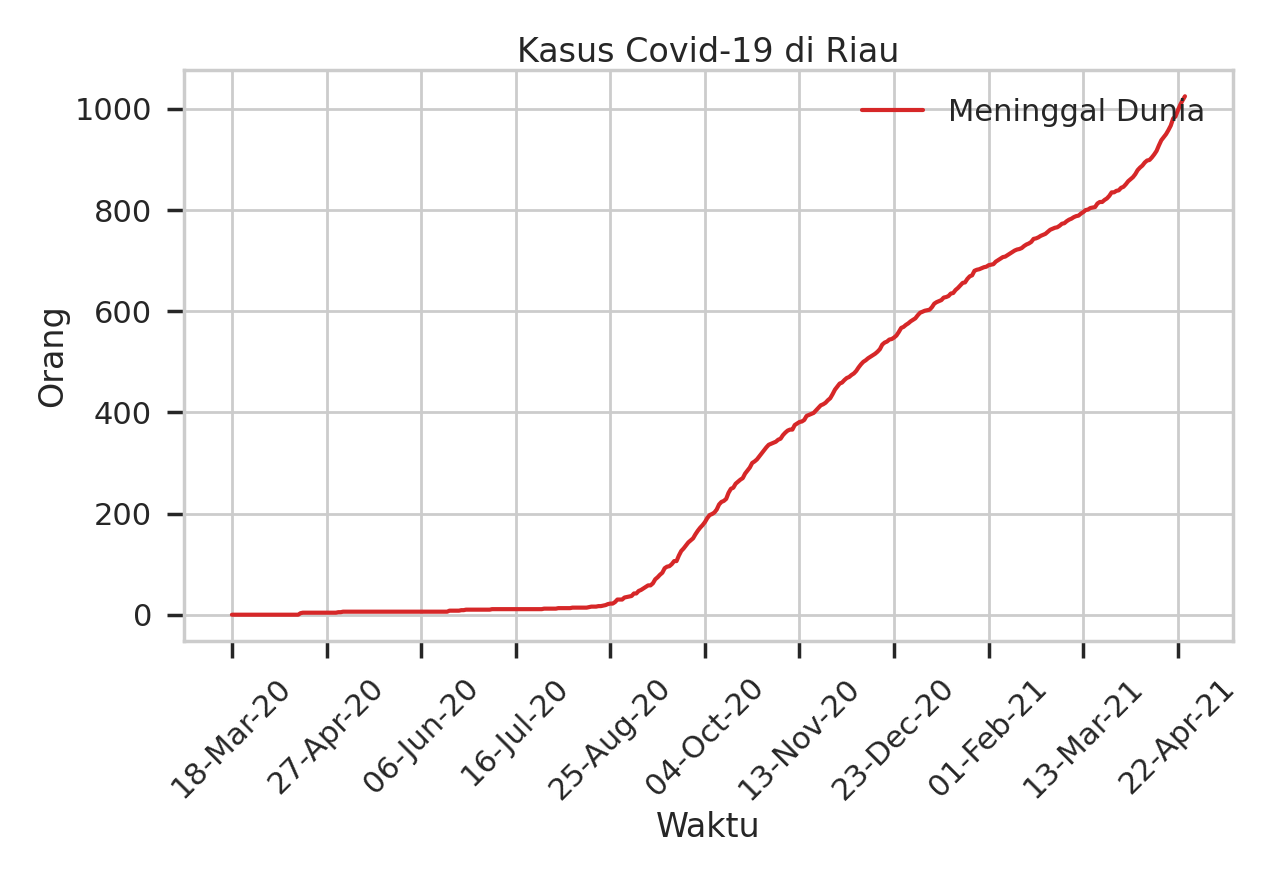 Kasus Covid-19 di Riau
Meninggal Dunia
1000
800
600
400
200
0
Orang
18-Mar-20
27-Apr-20
06-Jun-20
16-Jul-20
25-Aug-20
04-Oct-20
13-Nov-20
23-Dec-20
01-Feb-21
13-Mar-21
22-Apr-21
Waktu